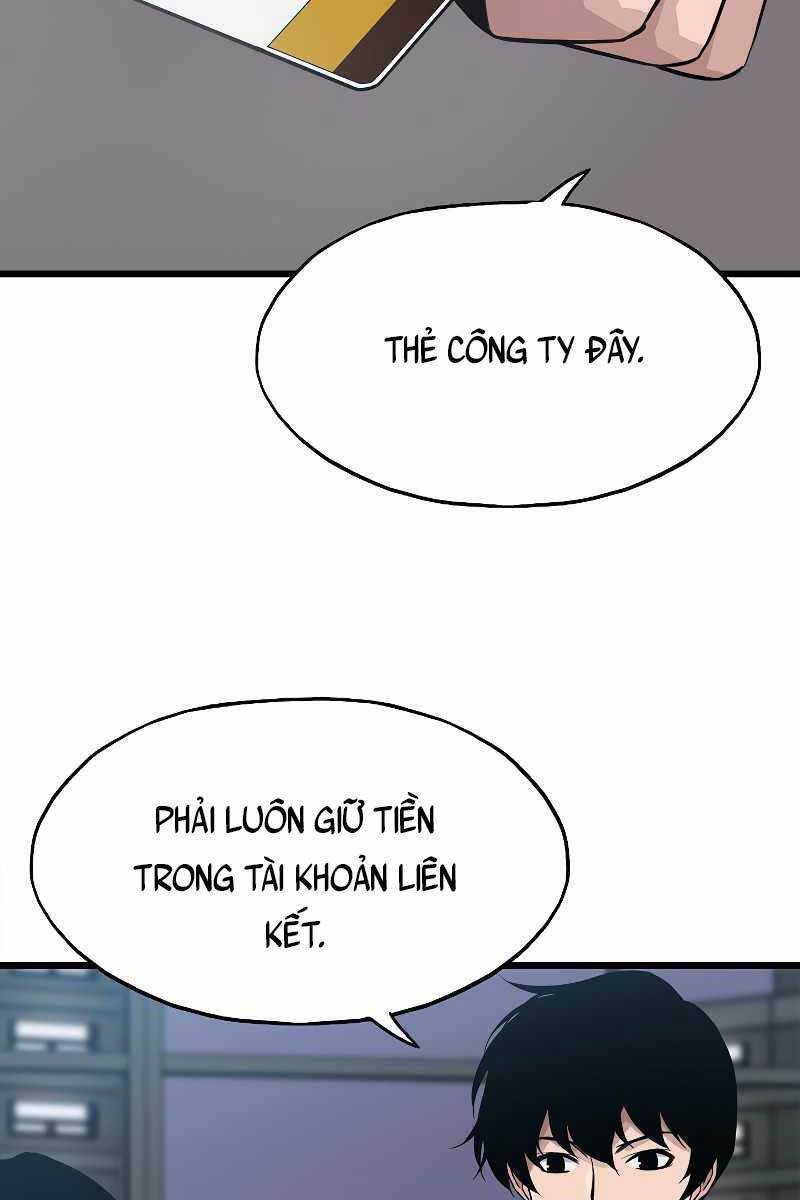 THẺ CÔNG TY ĐÂY.
PHẢI LUÔN GIỮ TIỀN
TRONG TÀI KHOẢN LIÊN
KẾT.